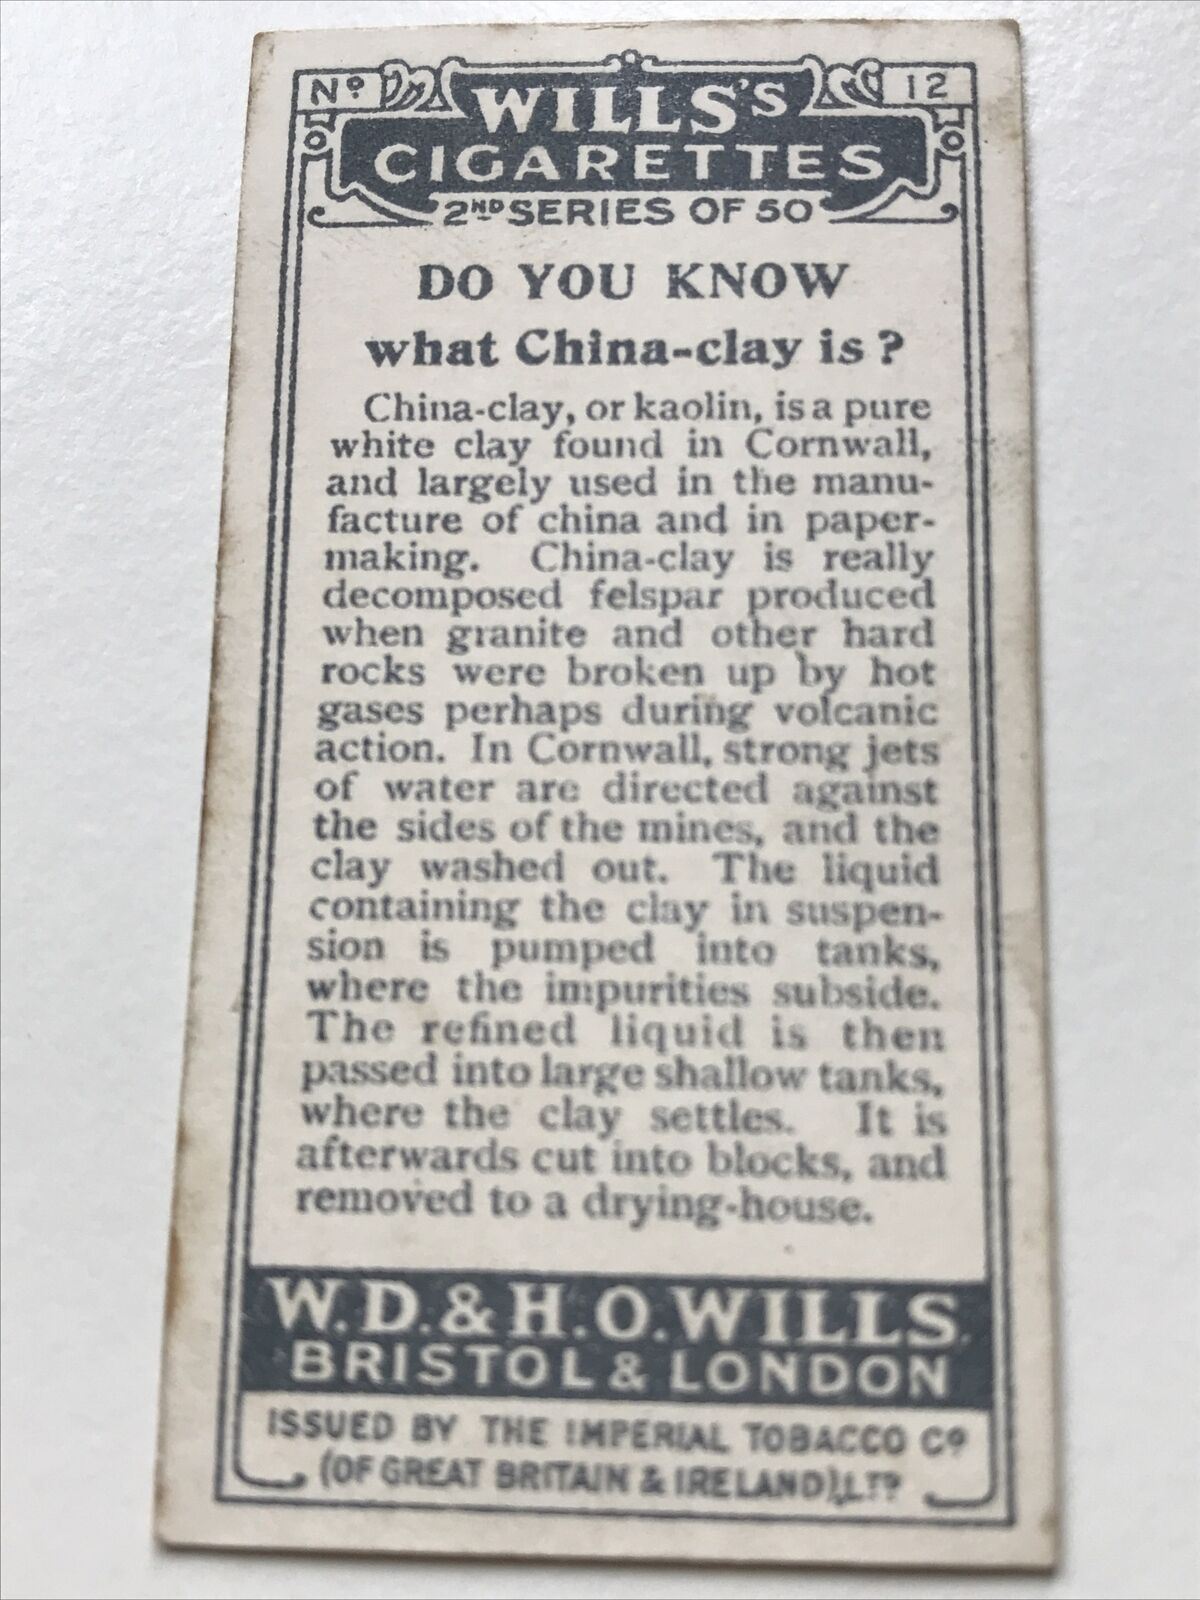 Nº 12
WILLS'S
CIGARETTES
2ND SERIES OF 50
DO YOU KNOW
what China-clay is?
China-clay, or kaolin, is a pure
white clay found in Cornwall,
and largely used in the manu-
facture of china and in paper-
making. China-clay is really
decomposed felspar produced
when granite and other hard
rocks were broken up by hot
gases perhaps during volcanic
action. In Cornwall, strong jets
of water are directed against
the sides of the mines, and the
clay washed out. The liquid
containing the clay in suspen-
sion is pumped into tanks,
where the impurities subside.
The refined liquid is then
passed into large shallow tanks,
where the clay settles. It is
afterwards cut into blocks, and
removed to a drying-house.
W.D. & H.O. WILLS.
BRISTOL & LONDON
ISSUED BY THE IMPERIAL TOBACCO Cº
(OF GREAT BRITAIN & IRELAND), LTD